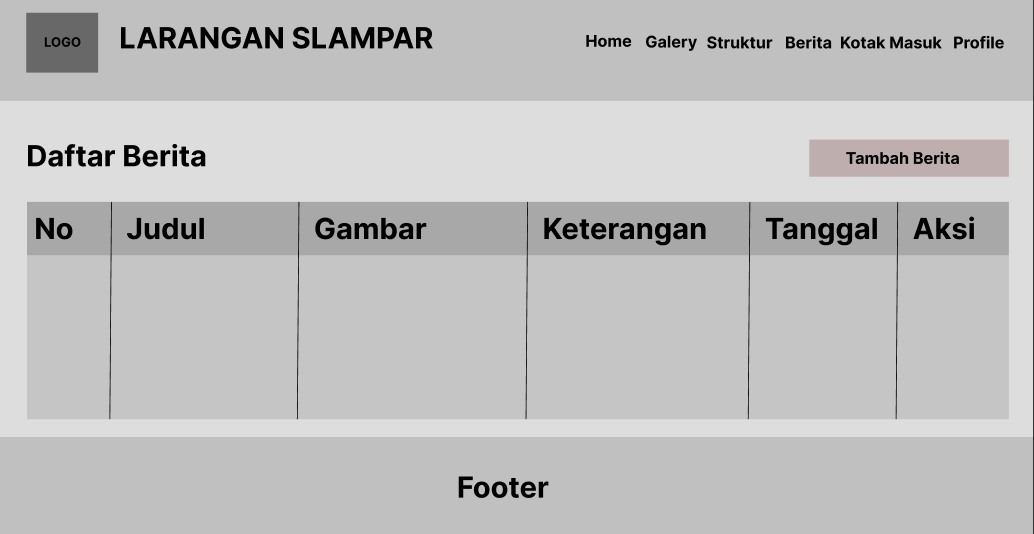 LOGO LARANGAN SLAMPAR Home Galery Struktur Berita Kotak Masuk Profile
Daftar Berita Tambah Berita
No Judul Gambar Keterangan Tanggal Aksi
Footer